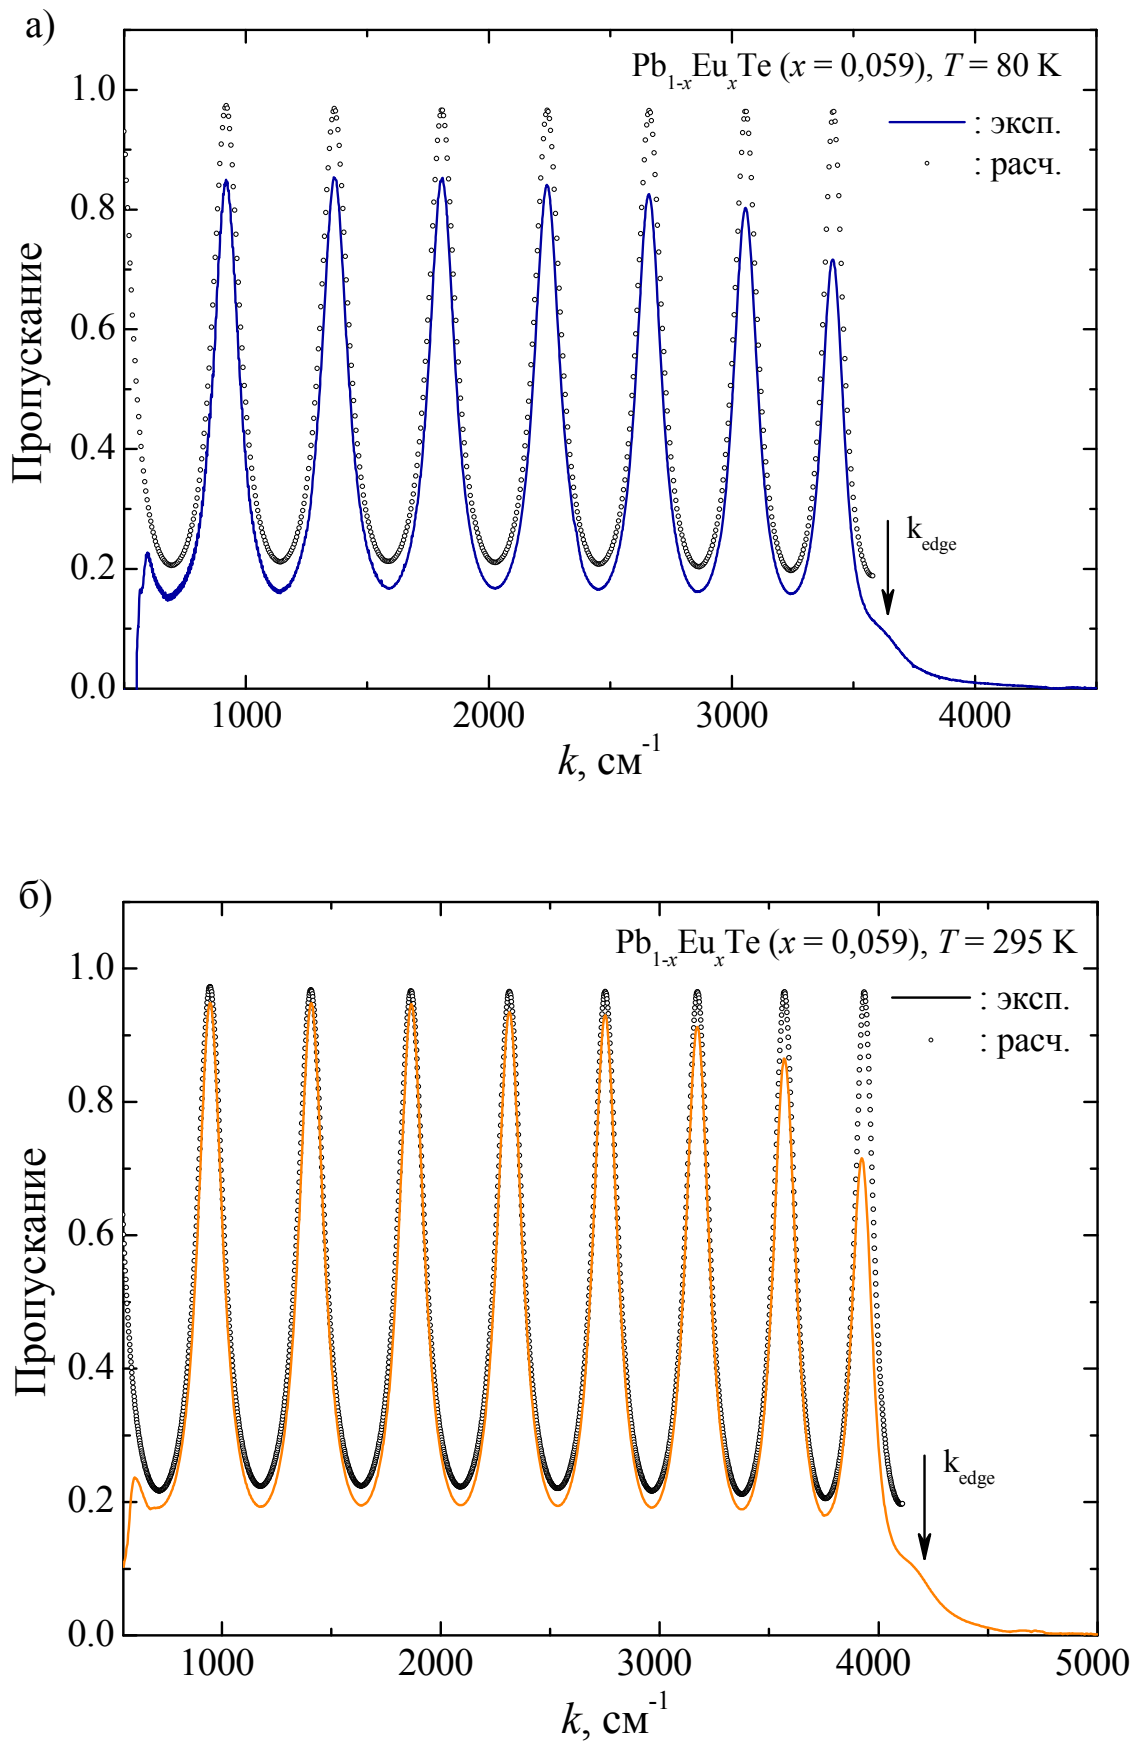 а)
Pb1-xEuxTe (x = 0,059), T = 80 K
: эксп.
: расч.
1.0
0.8
0.6
0.4
0.2
0.0
Пропускание
kedge
1000 2000 3000 4000
k, см-1
б)
Pb1-xEuxTe (x = 0,059), T = 295 K
: эксп.
: расч.
1.0
0.8
0.6
0.4
0.2
0.0
Пропускание
kedge
1000 2000 3000 4000 5000
k, см-1